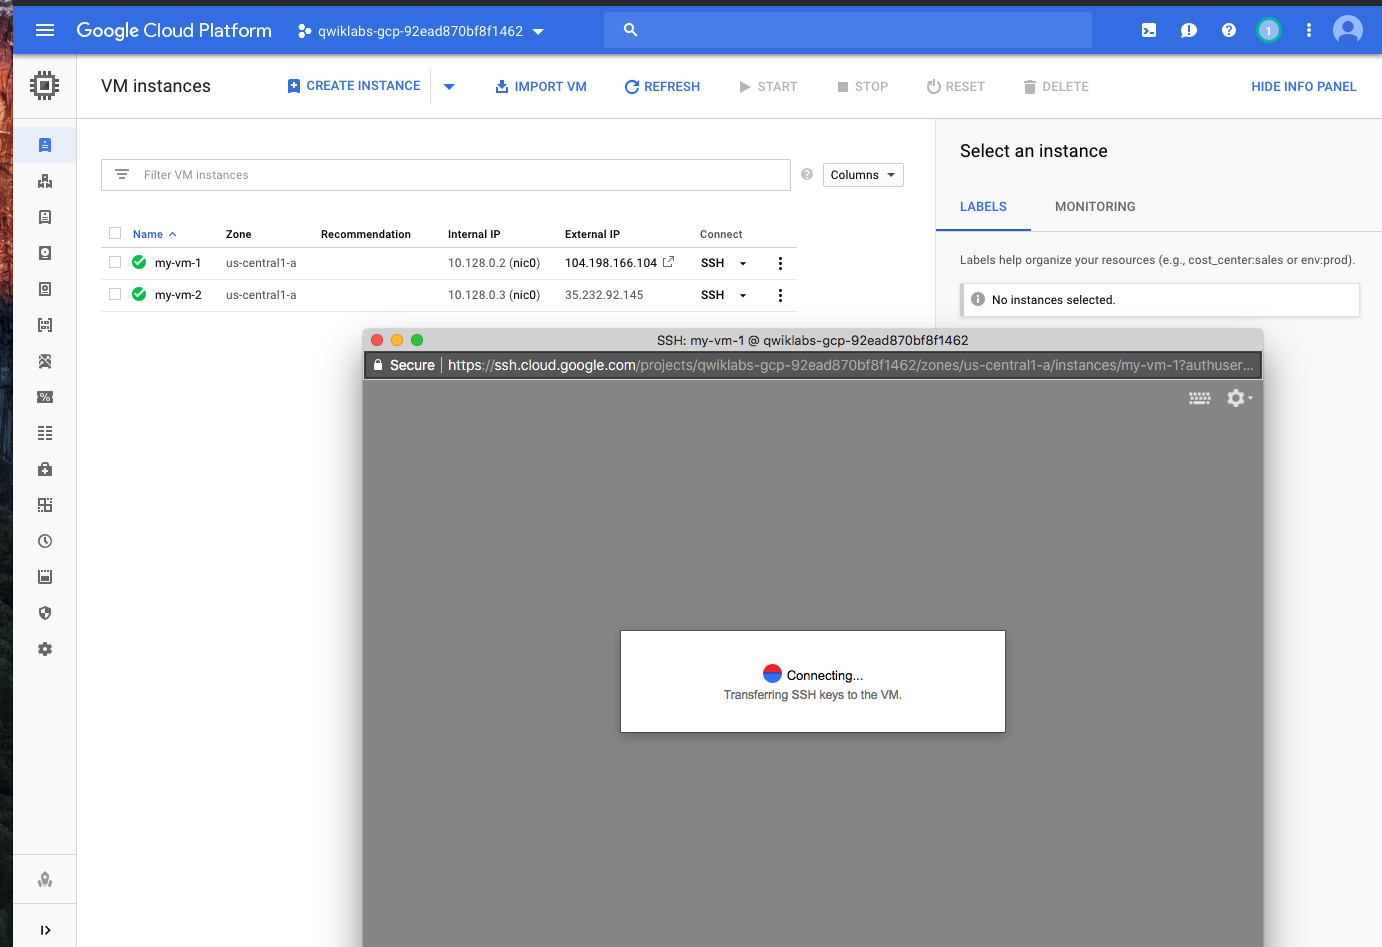 Google Cloud Platform
qwiklabs-gcp-92ead870bf8f1462
1
VM instances
CREATE INSTANCE
IMPORT VM
REFRESH
START
STOP
RESET
DELETE
HIDE INFO PANEL
Filter VM instances
Columns
Name Zone Recommendation Internal IP External IP Connect
my-vm-1 us-central1-a 10.128.0.2 (nic0) 104.198.166.104 SSH
my-vm-2 us-central1-a 10.128.0.3 (nic0) 35.232.92.145 SSH
Select an instance
LABELS MONITORING
Labels help organize your resources (e.g., cost_center:sales or env:prod).
No instances selected.
SSH: my-vm-1 @ qwiklabs-gcp-92ead870bf8f1462
Secure https://ssh.cloud.google.com/projects/qwiklabs-gcp-92ead870bf8f1462/zones/us-central1-a/instances/my-vm-1?authuser...
Connecting...
Transferring SSH keys to the VM.